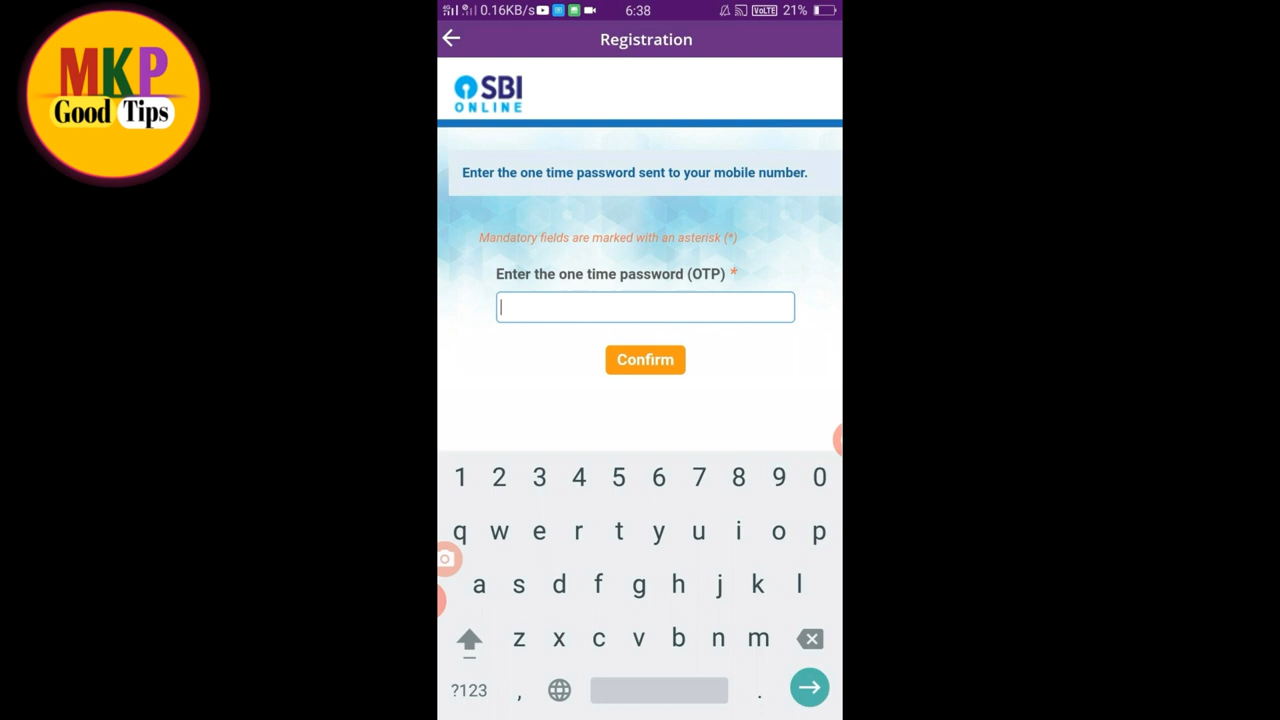 MKP
Good Tips
0.16KB/s 6:38 VoLTE 21%
Registration
SBI
ONLINE
Enter the one time password sent to your mobile number.
Mandatory fields are marked with an asterisk (*)
Enter the one time password (OTP) *
Confirm
1 2 3 4 5 6 7 8 9 0
q w e r t y u i o p
a s d f g h j k l
z x c v b n m
?123 , .